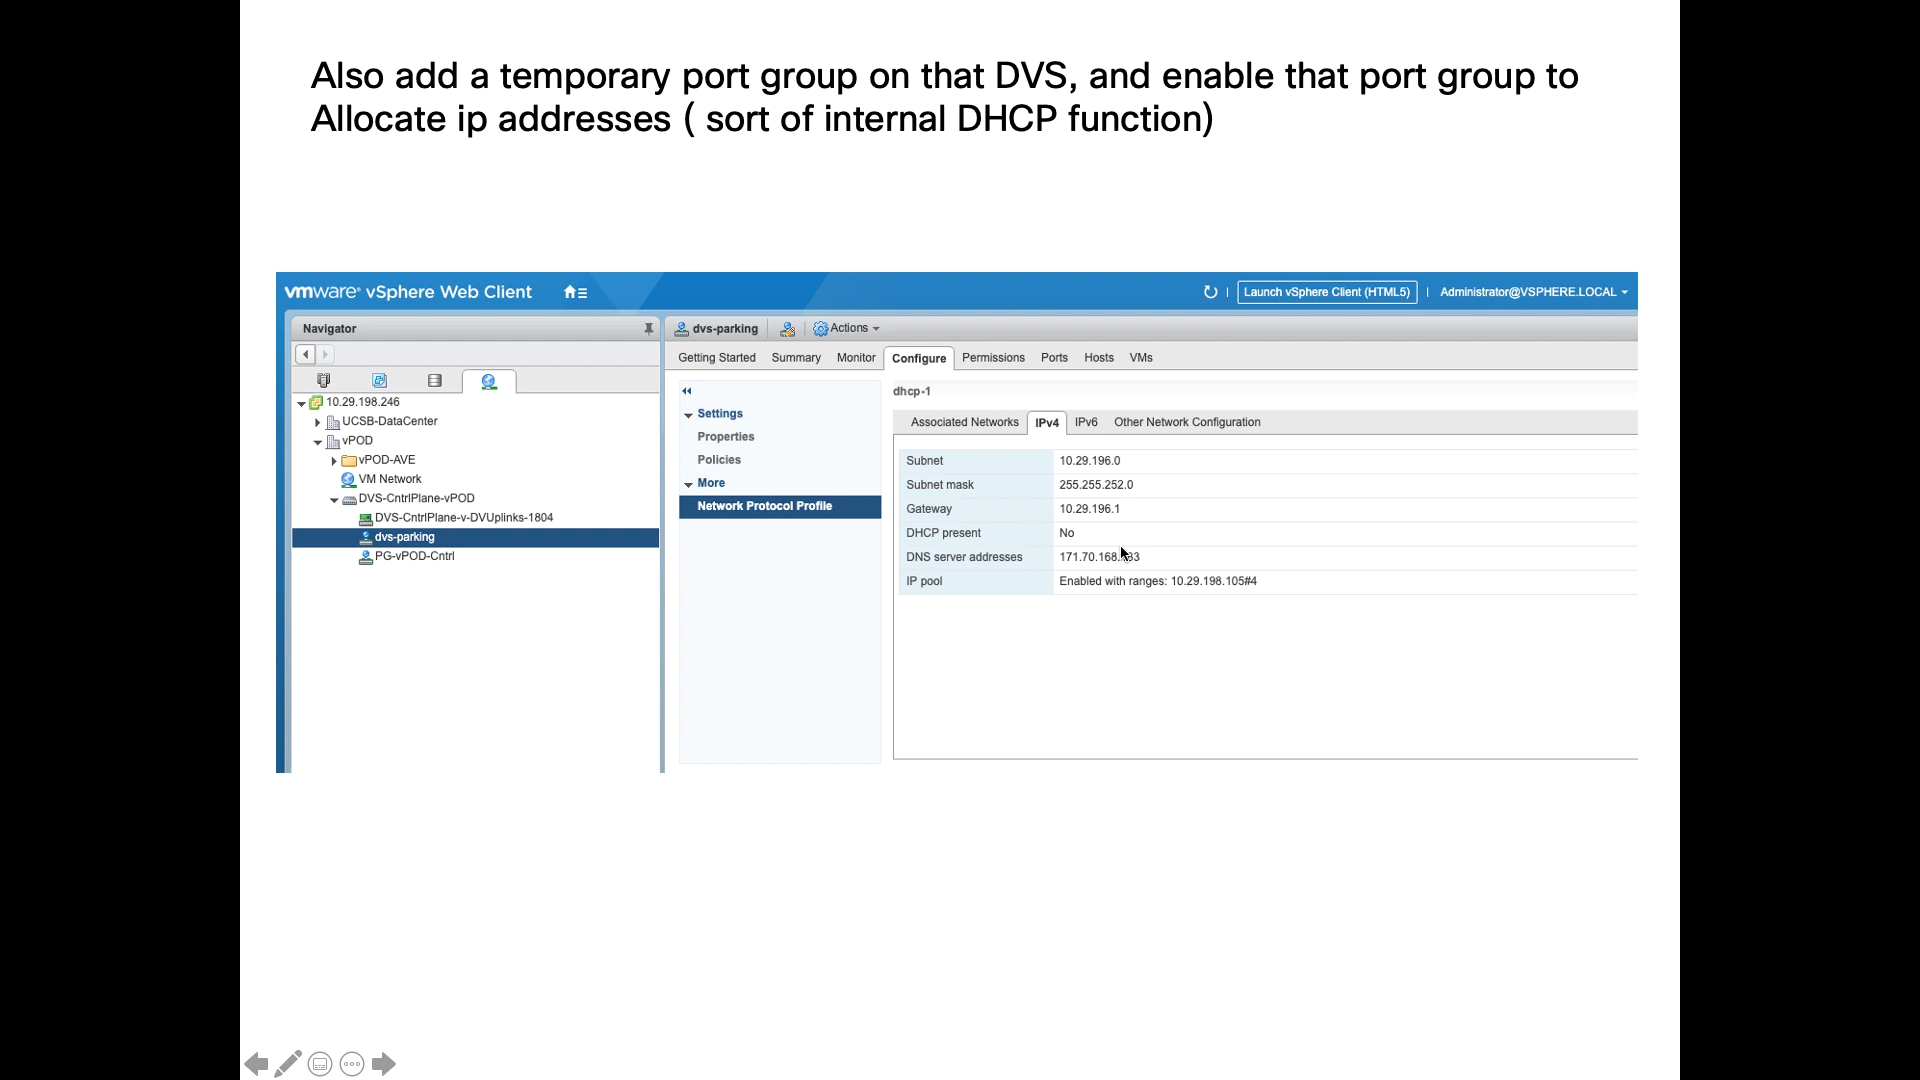 Also add a temporary port group on that DVS, and enable that port group to
Allocate ip addresses ( sort of internal DHCP function)
vmware vSphere Web Client
Launch vSphere Client (HTML5)
Administrator@VSPHERE.LOCAL
Navigator
10.29.198.246
UCSB-DataCenter
vPOD
vPOD-AVE
VM Network
DVS-CntrlPlane-vPOD
DVS-CntrlPlane-v-DVUplinks-1804
dvs-parking
PG-vPOD-Cntrl
dvs-parking
Actions
Getting Started Summary Monitor Configure Permissions Ports Hosts VMs
Settings
Properties
Policies
More
Network Protocol Profile
dhcp-1
Associated Networks IPv4 IPv6 Other Network Configuration
Subnet 10.29.196.0
Subnet mask 255.255.252.0
Gateway 10.29.196.1
DHCP present No
DNS server addresses
IP pool Enabled with ranges: 10.29.198.105#4